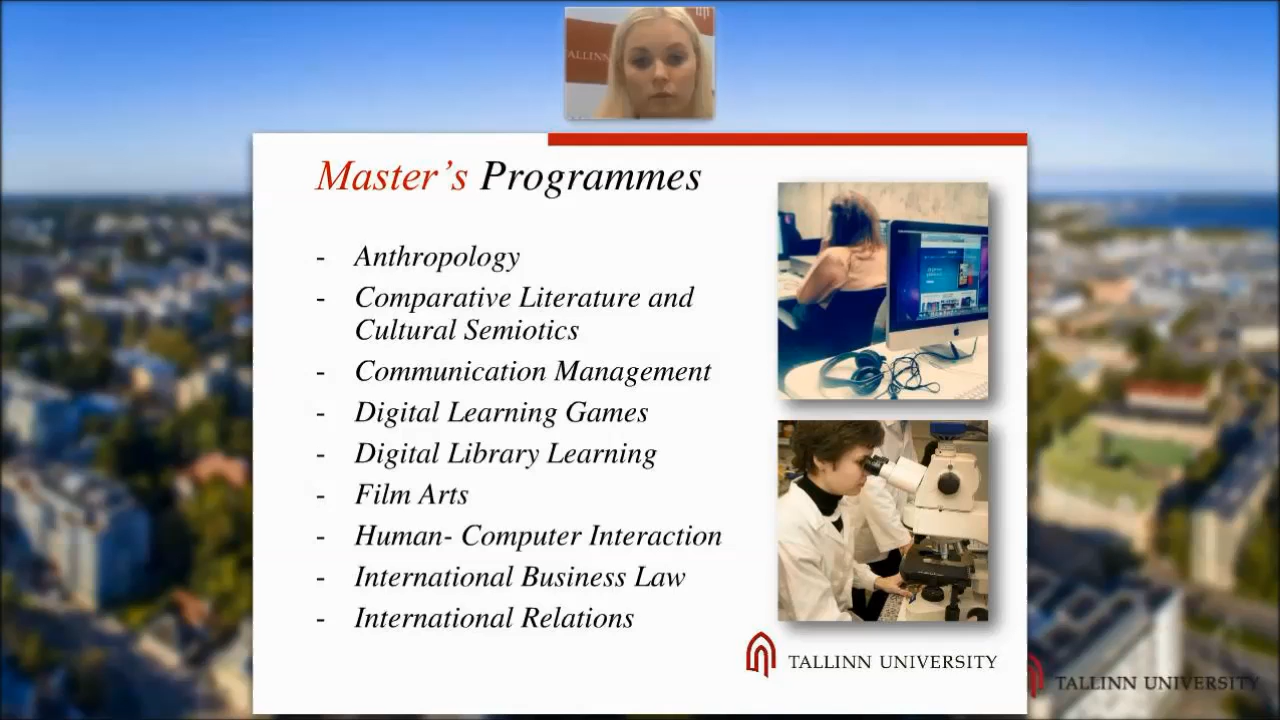 TALLINN
Master's Programmes
- Anthropology
- Comparative Literature and
Cultural Semiotics
- Communication Management
- Digital Learning Games
- Digital Library Learning
- Film Arts
- Human- Computer Interaction
- International Business Law
- International Relations
TALLINN UNIVERSITY
TALLINN UNIVERSITY